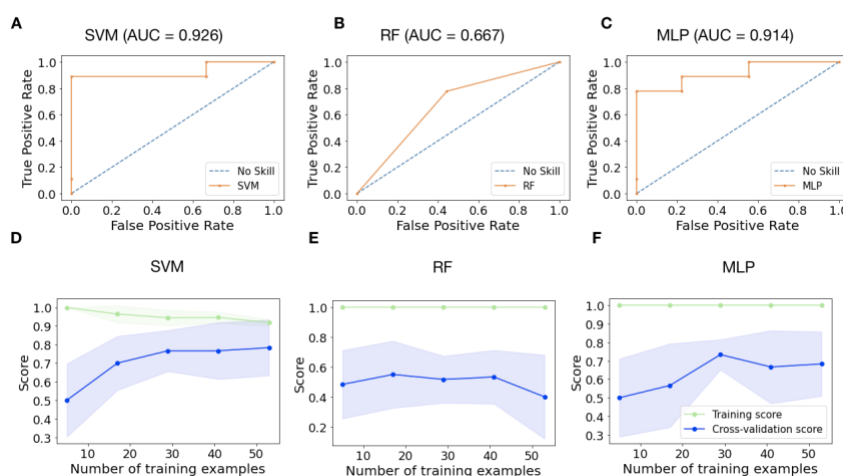 A
SVM (AUC = 0.926)
B
RF (AUC = 0.667)
C
MLP (AUC = 0.914)
True Positive Rate
1.0
0.8
0.6
0.4
0.2
0.0
No Skill
SVM
0.0 0.2 0.4 0.6 0.8 1.0
False Positive Rate
True Positive Rate
1.0
0.8
0.6
0.4
0.2
0.0
No Skill
RF
0.0 0.2 0.4 0.6 0.8 1.0
False Positive Rate
True Positive Rate
1.0
0.8
0.6
0.4
0.2
0.0
No Skill
MLP
0.0 0.2 0.4 0.6 0.8 1.0
False Positive Rate
D
SVM
E
RF
F
MLP
Score
1.0
0.9
0.8
0.7
0.6
0.5
0.4
0.3
10 20 30 40 50
Number of training examples
Score
1.0
0.8
0.6
0.4
0.2
10 20 30 40 50
Number of training examples
Score
1.0
0.9
0.8
0.7
0.6
0.5
0.4
0.3
Training score
Cross-validation score
10 20 30 40 50
Number of training examples